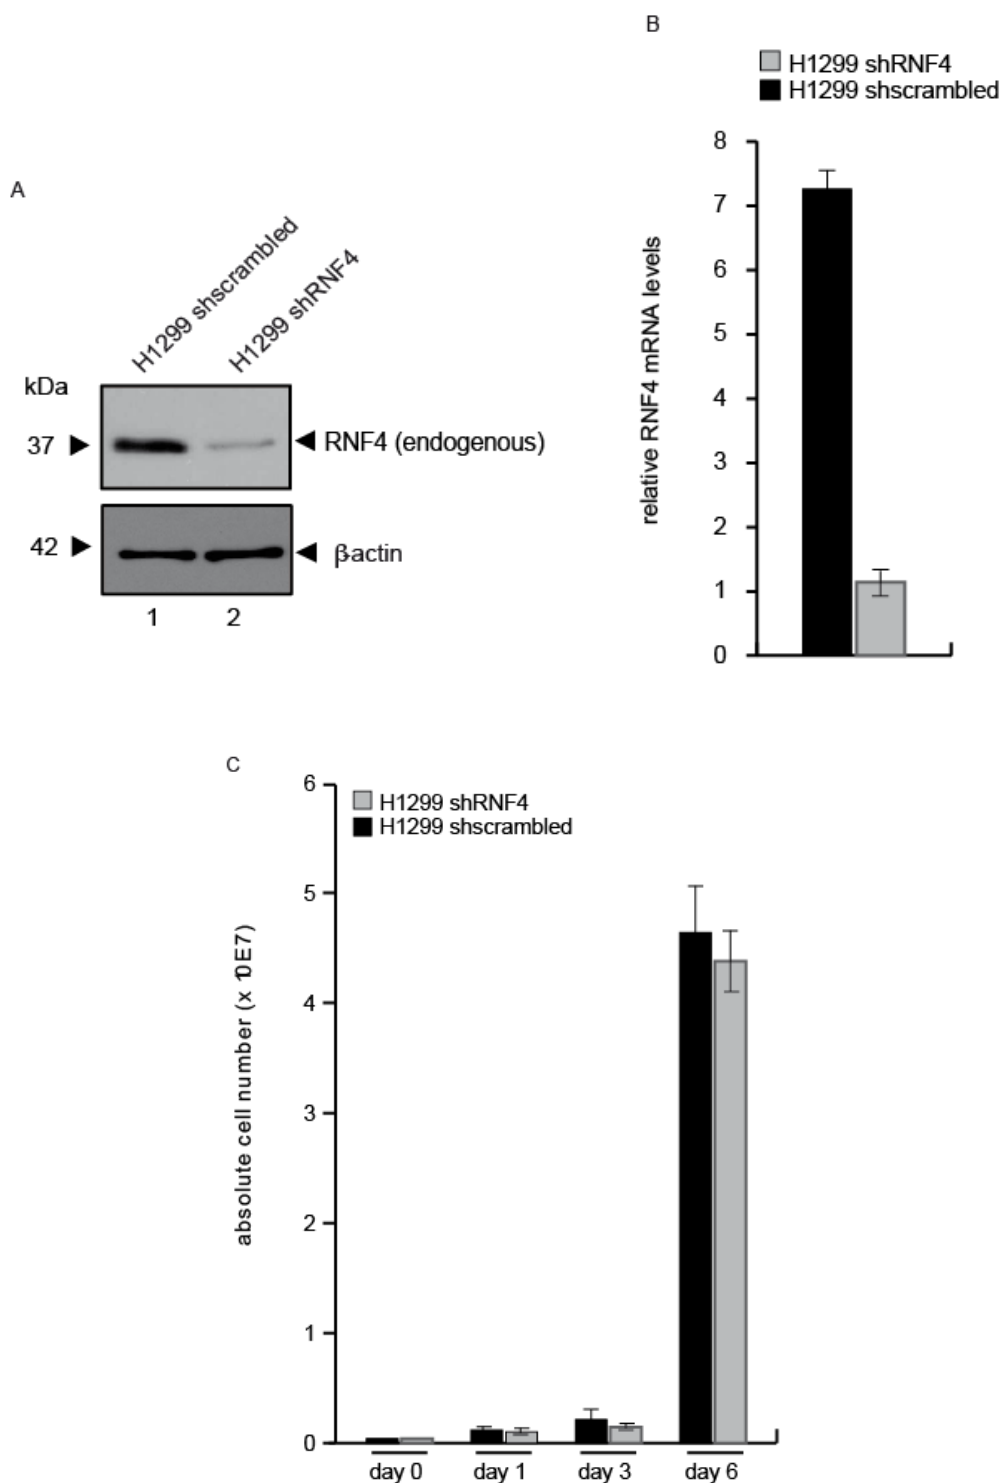 A
H1299 shscrambled
H1299 shRNF4
kDa
37
RNF4 (endogenous)
42
β-actin
1 2
B
H1299 shRNF4
H1299 shscrambled
relative RNF4 mRNA levels
8
7
6
5
4
3
2
1
0
C
H1299 shRNF4
H1299 shscrambled
absolute cell number (x 10E7)
6
5
4
3
2
1
0
day 0 day 1 day 3 day 6